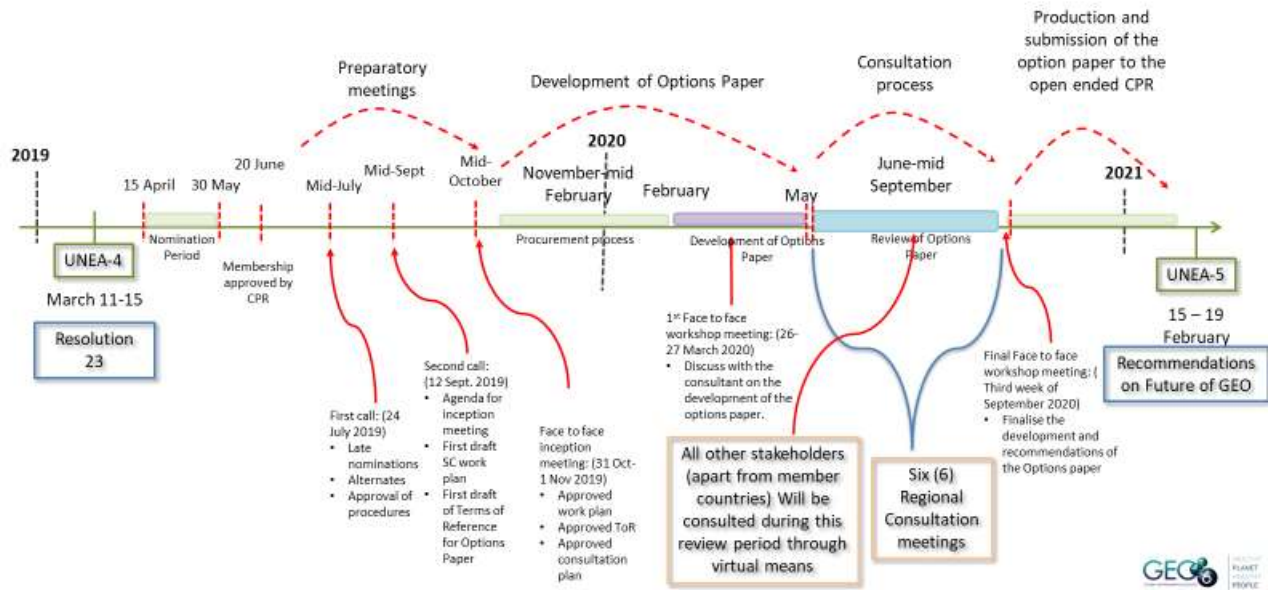 Preparatory
meetings
Development of Options Paper
Consultation
process
Production and
submission of the
option paper to the
open ended CPR
2019
15 April
30 May
20 June
Mid-July
Mid-Sept
Mid-
October
November-mid
February
2020
February
May
June-mid
September
2021
Nomination
Period
Membership
approved by
CPR
Procurement process
Development of Options
Paper
Review of Options
Paper
UNEA-4
March 11-15
Resolution
23
UNEA-5
15 – 19
February
Recommendations
on Future of GEO
First call: (24
July 2019)
• Late
nominations
• Alternates
• Approval of
procedures
Second call:
(12 Sept. 2019)
• Agenda for
inception
meeting
• First draft
SC work
plan
• First draft
of Terms of
Reference
for Options
Paper
Face to face
inception
meeting: (31 Oct-
1 Nov 2019)
• Approved
work plan
• Approved ToR
• Approved
consultation
plan
1st Face to face
workshop meeting: (26-
27 March 2020)
• Discuss with the
consultant on the
development of the
options paper.
All other stakeholders
(apart from member
countries) Will be
consulted during this
review period through
virtual means
Six (6)
Regional
Consultation
meetings
Final Face to face
workshop meeting: (
Third week of
September 2020)
• Finalise the
development and
recommendations of
the Options paper
GEO
HEALTHY
PLANET
HEALTHY
PEOPLE